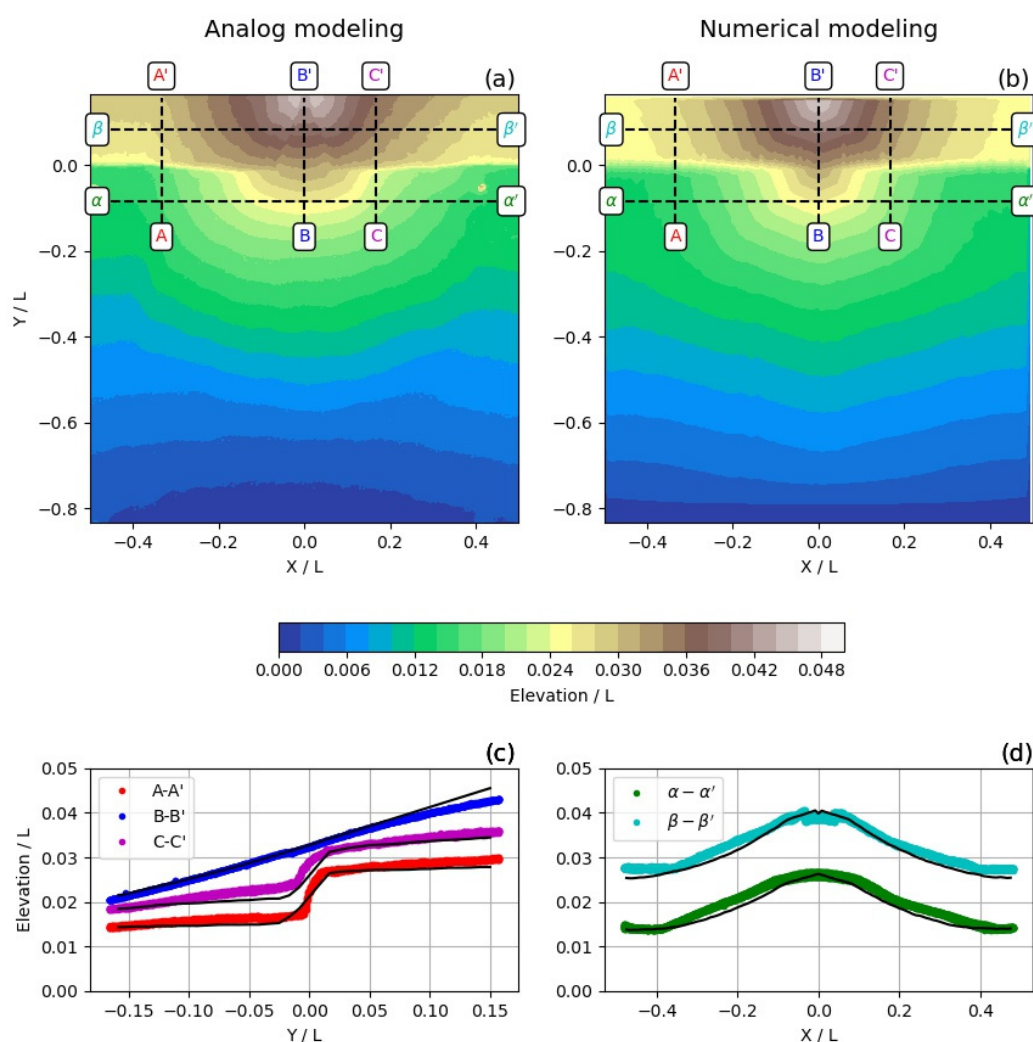 Analog modeling
Numerical modeling
A' B' C' (a)
A' B' C' (b)
β β′
β β′
0.0
0.0
α α′
α α′
A B C
A B C
−0.2
−0.2
−0.4
−0.4
−0.6
−0.6
−0.8
−0.8
Y / L
−0.4 −0.2 0.0 0.2 0.4
−0.4 −0.2 0.0 0.2 0.4
X / L
X / L
0.000 0.006 0.012 0.018 0.024 0.030 0.036 0.042 0.048
Elevation / L
(c)
0.05
0.04
0.03
0.02
0.01
0.00
Elevation / L
A-A'
B-B'
C-C'
−0.15 −0.10 −0.05 0.00 0.05 0.10 0.15
Y / L
(d)
0.05
0.04
0.03
0.02
0.01
0.00
α − α′
β − β′
−0.4 −0.2 0.0 0.2 0.4
X / L